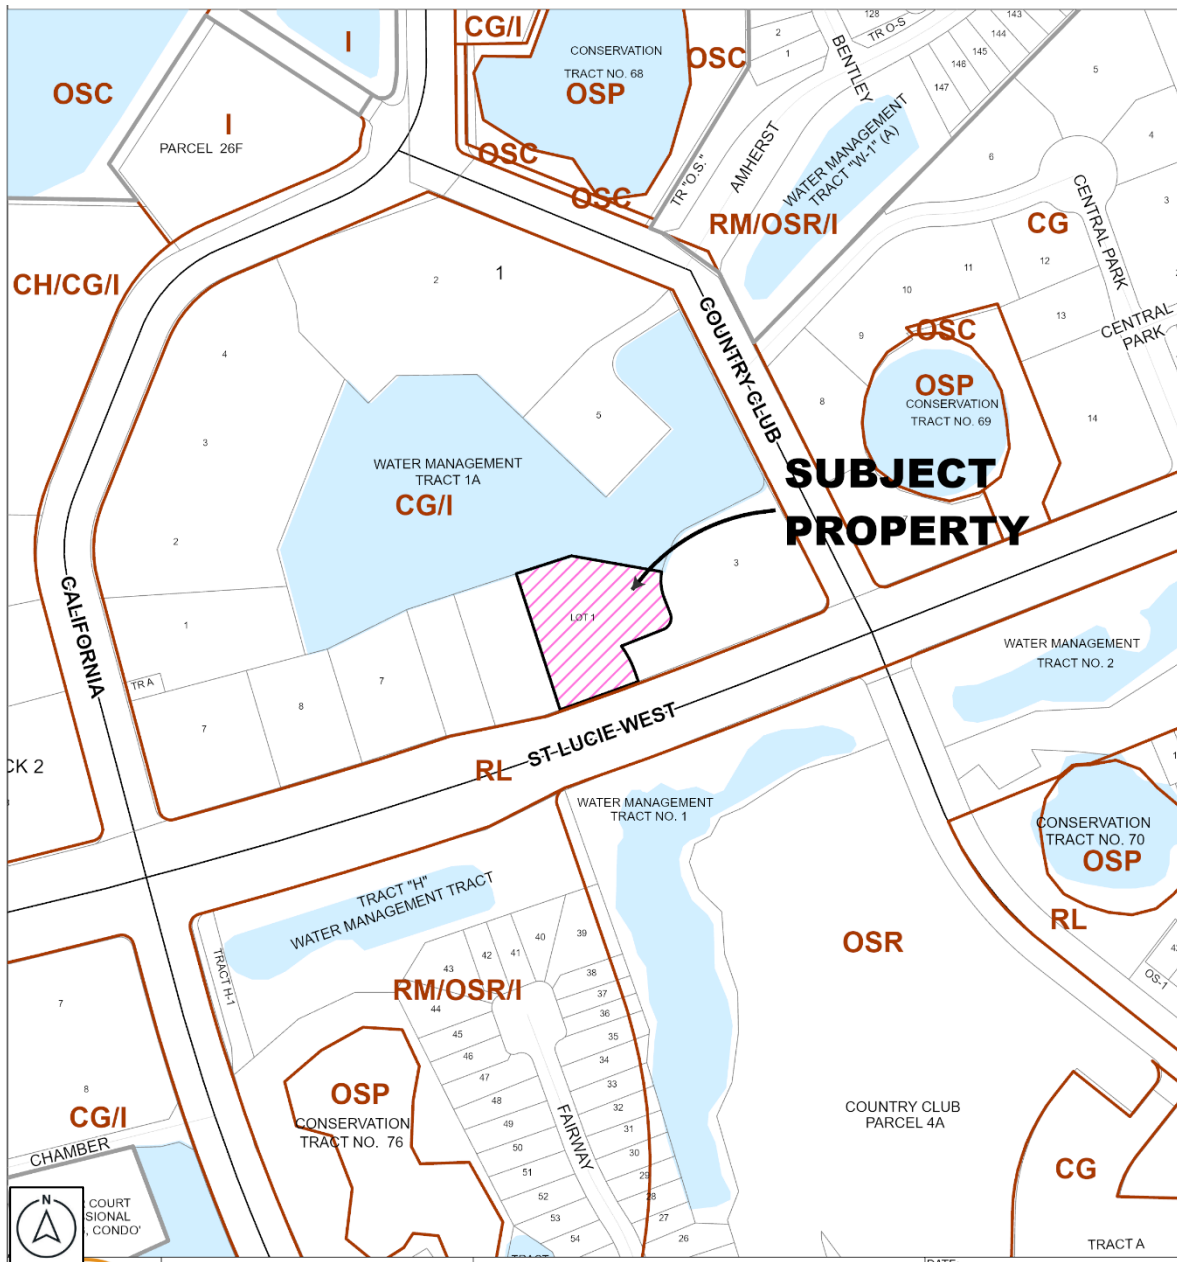 CG/I
I
CONSERVATION
TRACT NO. 68
OSP
OSC
OSC
I
PARCEL 26F
OSC
OSC
2
1
BENTLEY
128
TR O-S
143
144
145
146
147
5
4
3
6
AMHERST
TR "O.S."
WATER MANAGEMENT
TRACT "W-1" (A)
RM/OSR/I
CENTRAL PARK
CG
CENTRAL
PARK
CH/CG/I
2
1
4
3
5
2
1
TR A
COUNTRY CLUB
11
12
10
13
9
8
14
OSC
OSP
CONSERVATION
TRACT NO. 69
WATER MANAGEMENT
TRACT 1A
CG/I
SUBJECT
PROPERTY
3
LOT 1
CALIFORNIA
7
8
7
CK 2
RL
ST LUCIE WEST
WATER MANAGEMENT
TRACT NO. 2
WATER MANAGEMENT
TRACT NO. 1
CONSERVATION
TRACT NO. 70
OSP
RL
OS-1
TRACT "H"
WATER MANAGEMENT TRACT
TRACT H-1
43
42
41
40
39
RM/OSR/I
44
45
46
47
48
49
50
51
52
53
54
38
37
36
35
34
33
32
31
30
29
28
27
26
FAIRWAY
OSR
7
8
CG/I
CHAMBER
OSP
CONSERVATION
TRACT NO. 76
COUNTRY CLUB
PARCEL 4A
CG
TRACT A
N
COURT
SIONAL
, CONDO'
TRACT
DATE